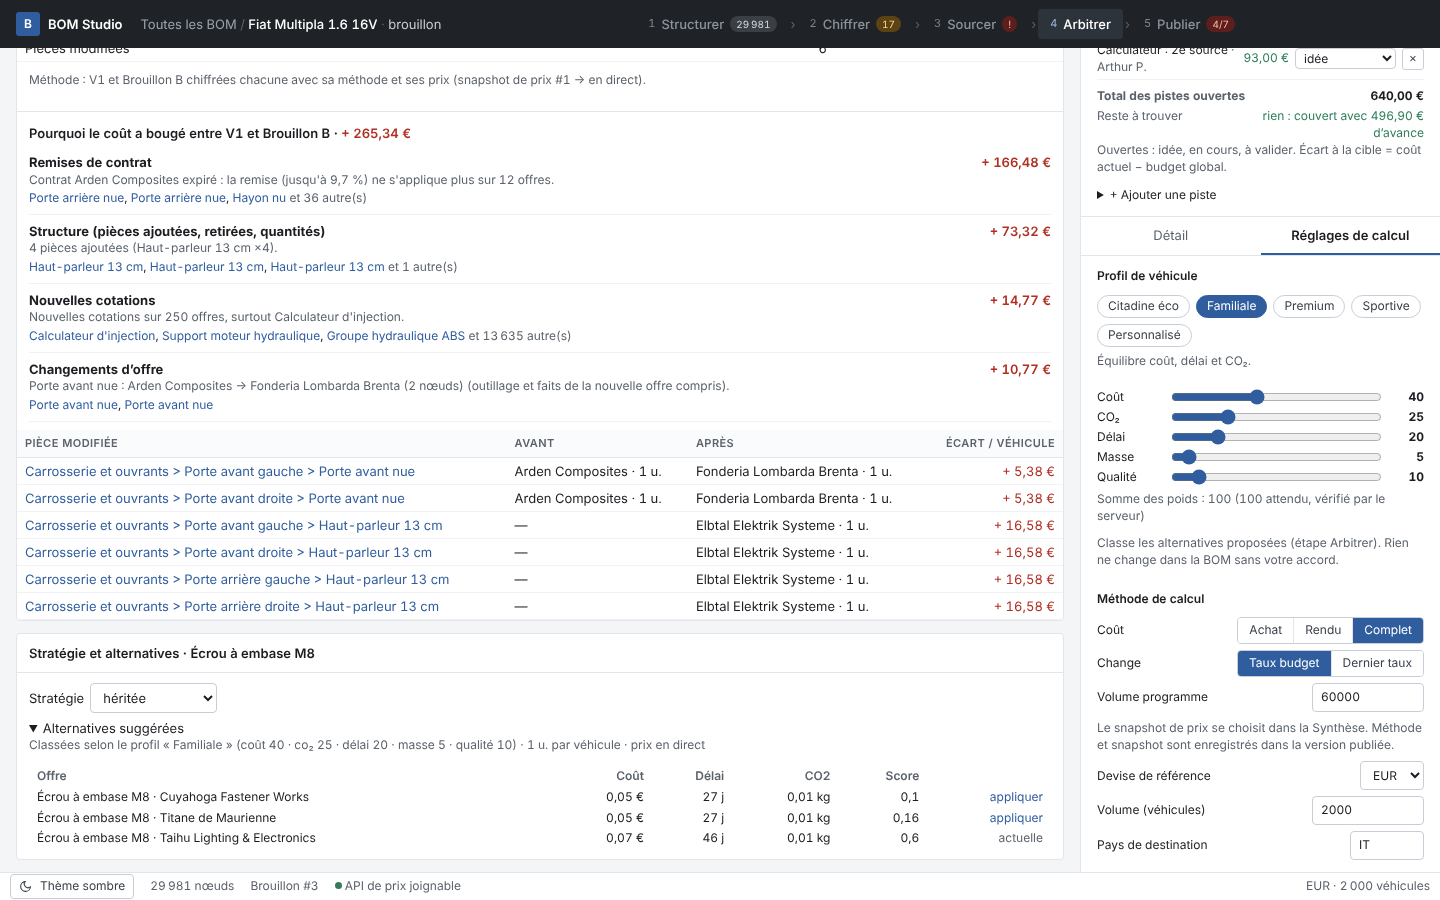 B BOM Studio Toutes les BOM / Fiat Multipla 1.6 16V · brouillon 1 Structurer 29 981 › 2 Chiffrer 17 › 3 Sourcer ! › 4 Arbitrer › 5 Publier 4/7
Pièces modifiées 6
Méthode : V1 et Brouillon B chiffrées chacune avec sa méthode et ses prix (snapshot de prix #1 → en direct).
Pourquoi le coût a bougé entre V1 et Brouillon B · + 265,34 €
Remises de contrat + 166,48 €
Contrat Arden Composites expiré : la remise (jusqu'à 9,7 %) ne s'applique plus sur 12 offres.
Porte arrière nue, Porte arrière nue, Hayon nu et 36 autre(s)
Structure (pièces ajoutées, retirées, quantités) + 73,32 €
4 pièces ajoutées (Haut-parleur 13 cm ×4).
Haut-parleur 13 cm, Haut-parleur 13 cm, Haut-parleur 13 cm et 1 autre(s)
Nouvelles cotations + 14,77 €
Nouvelles cotations sur 250 offres, surtout Calculateur d'injection.
Calculateur d'injection, Support moteur hydraulique, Groupe hydraulique ABS et 13 635 autre(s)
Changements d’offre + 10,77 €
Porte avant nue : Arden Composites → Fonderia Lombarda Brenta (2 nœuds) (outillage et faits de la nouvelle offre compris).
Porte avant nue, Porte avant nue
PIÈCE MODIFIÉE AVANT APRÈS ÉCART / VÉHICULE
Carrosserie et ouvrants > Porte avant gauche > Porte avant nue Arden Composites · 1 u. Fonderia Lombarda Brenta · 1 u. + 5,38 €
Carrosserie et ouvrants > Porte avant droite > Porte avant nue Arden Composites · 1 u. Fonderia Lombarda Brenta · 1 u. + 5,38 €
Carrosserie et ouvrants > Porte avant gauche > Haut-parleur 13 cm — Elbtal Elektrik Systeme · 1 u. + 16,58 €
Carrosserie et ouvrants > Porte avant droite > Haut-parleur 13 cm — Elbtal Elektrik Systeme · 1 u. + 16,58 €
Carrosserie et ouvrants > Porte arrière gauche > Haut-parleur 13 cm — Elbtal Elektrik Systeme · 1 u. + 16,58 €
Carrosserie et ouvrants > Porte arrière droite > Haut-parleur 13 cm — Elbtal Elektrik Systeme · 1 u. + 16,58 €
Stratégie et alternatives · Écrou à embase M8
Stratégie héritée
▼ Alternatives suggérées
Classées selon le profil « Familiale » (coût 40 · co₂ 25 · délai 20 · masse 5 · qualité 10) · 1 u. par véhicule · prix en direct
Offre Coût Délai CO2 Score
Écrou à embase M8 · Cuyahoga Fastener Works 0,05 € 27 j 0,01 kg 0,1 appliquer
Écrou à embase M8 · Titane de Maurienne 0,05 € 27 j 0,01 kg 0,16 appliquer
Écrou à embase M8 · Taihu Lighting & Electronics 0,07 € 46 j 0,01 kg 0,6 actuelle
Calculateur : 2e source · 93,00 € idée ×
Arthur P.
Total des pistes ouvertes 640,00 €
Reste à trouver rien : couvert avec 496,90 €
d’avance
Ouvertes : idée, en cours, à valider. Écart à la cible = coût
actuel − budget global.
▶ + Ajouter une piste
Détail Réglages de calcul
Profil de véhicule
Citadine éco Familiale Premium Sportive
Personnalisé
Équilibre coût, délai et CO₂.
Coût 40
CO₂ 25
Délai 20
Masse 5
Qualité 10
Somme des poids : 100 (100 attendu, vérifié par le
serveur)
Classe les alternatives proposées (étape Arbitrer). Rien
ne change dans la BOM sans votre accord.
Méthode de calcul
Coût Achat Rendu Complet
Change Taux budget Dernier taux
Volume programme 60000
Le snapshot de prix se choisit dans la Synthèse. Méthode
et snapshot sont enregistrés dans la version publiée.
Devise de référence EUR
Volume (véhicules) 2000
Pays de destination IT
Thème sombre 29 981 nœuds Brouillon #3 API de prix joignable EUR · 2 000 véhicules